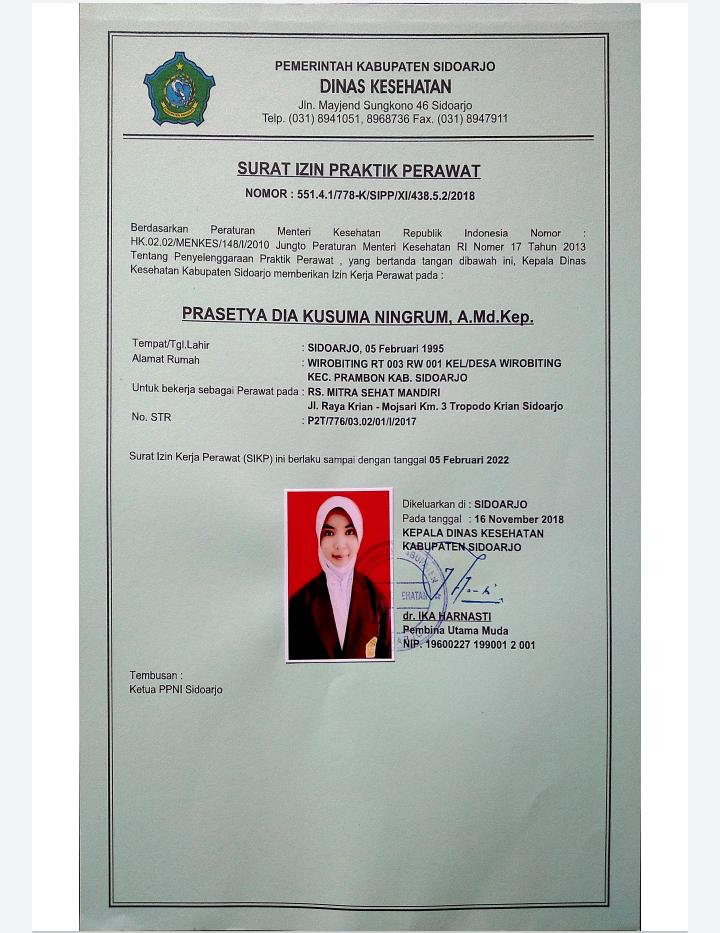 PEMERINTAH KABUPATEN SIDOARJO
DINAS KESEHATAN
Jln. Mayjend Sungkono 46 Sidoarjo
Telp. (031) 8941051, 8968736 Fax. (031) 8947911
SURAT IZIN PRAKTIK PERAWAT
NOMOR : 551.4.1/778-K/SIPP/XI/438.5.2/2018
Berdasarkan Peraturan Menteri Kesehatan Republik Indonesia Nomor :
HK.02.02/MENKES/148/I/2010 Jungto Peraturan Menteri Kesehatan RI Nomer 17 Tahun 2013
Tentang Penyelenggaraan Praktik Perawat , yang bertanda tangan dibawah ini, Kepala Dinas
Kesehatan Kabupaten Sidoarjo memberikan Izin Kerja Perawat pada :
PRASETYA DIA KUSUMA NINGRUM, A.Md.Kep.
Tempat/Tgl.Lahir : SIDOARJO, 05 Februari 1995
Alamat Rumah : WIROBITING RT 003 RW 001 KEL/DESA WIROBITING
KEC. PRAMBON KAB. SIDOARJO
Untuk bekerja sebagai Perawat pada : RS. MITRA SEHAT MANDIRI
Jl. Raya Krian - Mojsari Km. 3 Tropodo Krian Sidoarjo
No. STR : P2T/776/03.02/01/I/2017
Surat Izin Kerja Perawat (SIKP) ini berlaku sampai dengan tanggal 05 Februari 2022
Dikeluarkan di : SIDOARJO
Pada tanggal : 16 November 2018
KEPALA DINAS KESEHATAN
KABUPATEN SIDOARJO
dr. IKA HARNASTI
Pembina Utama Muda
NIP. 19600227 199001 2 001
Tembusan :
Ketua PPNI Sidoarjo